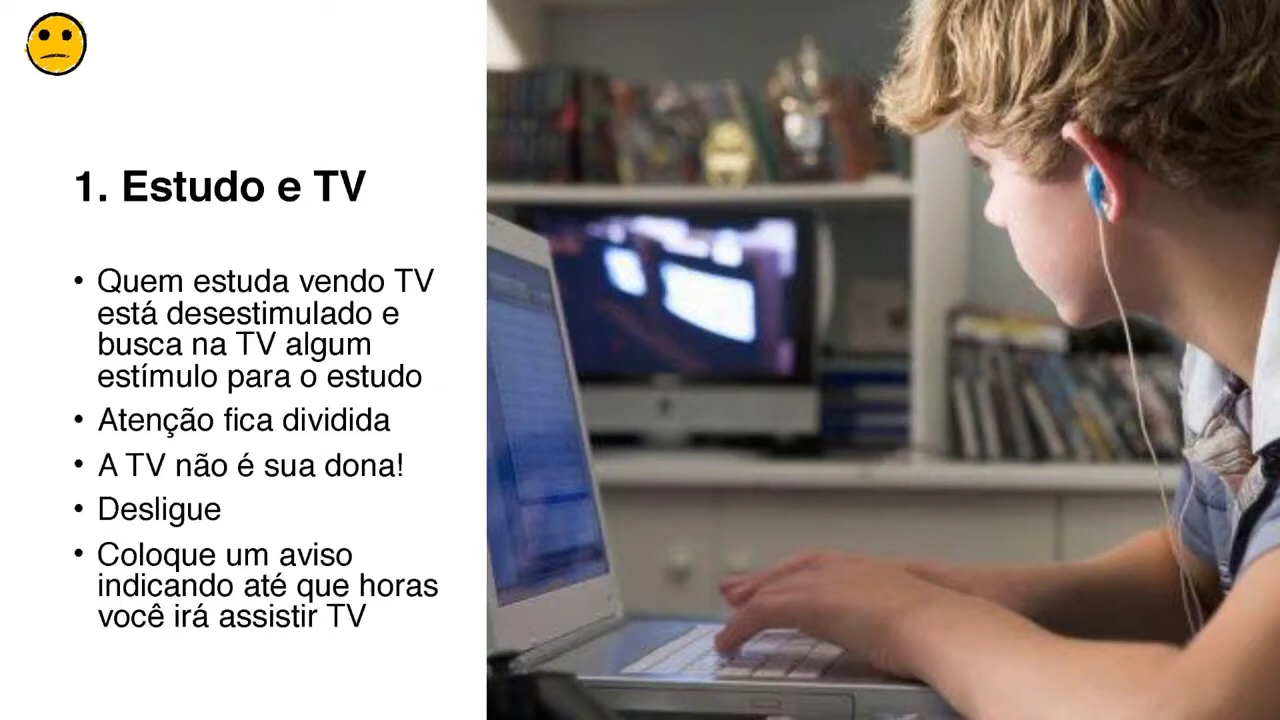 1. Estudo e TV
• Quem estuda vendo TV
está desestimulado e
busca na TV algum
estímulo para o estudo
• Atenção fica dividida
• A TV não é sua dona!
• Desligue
• Coloque um aviso
indicando até que horas
você irá assistir TV